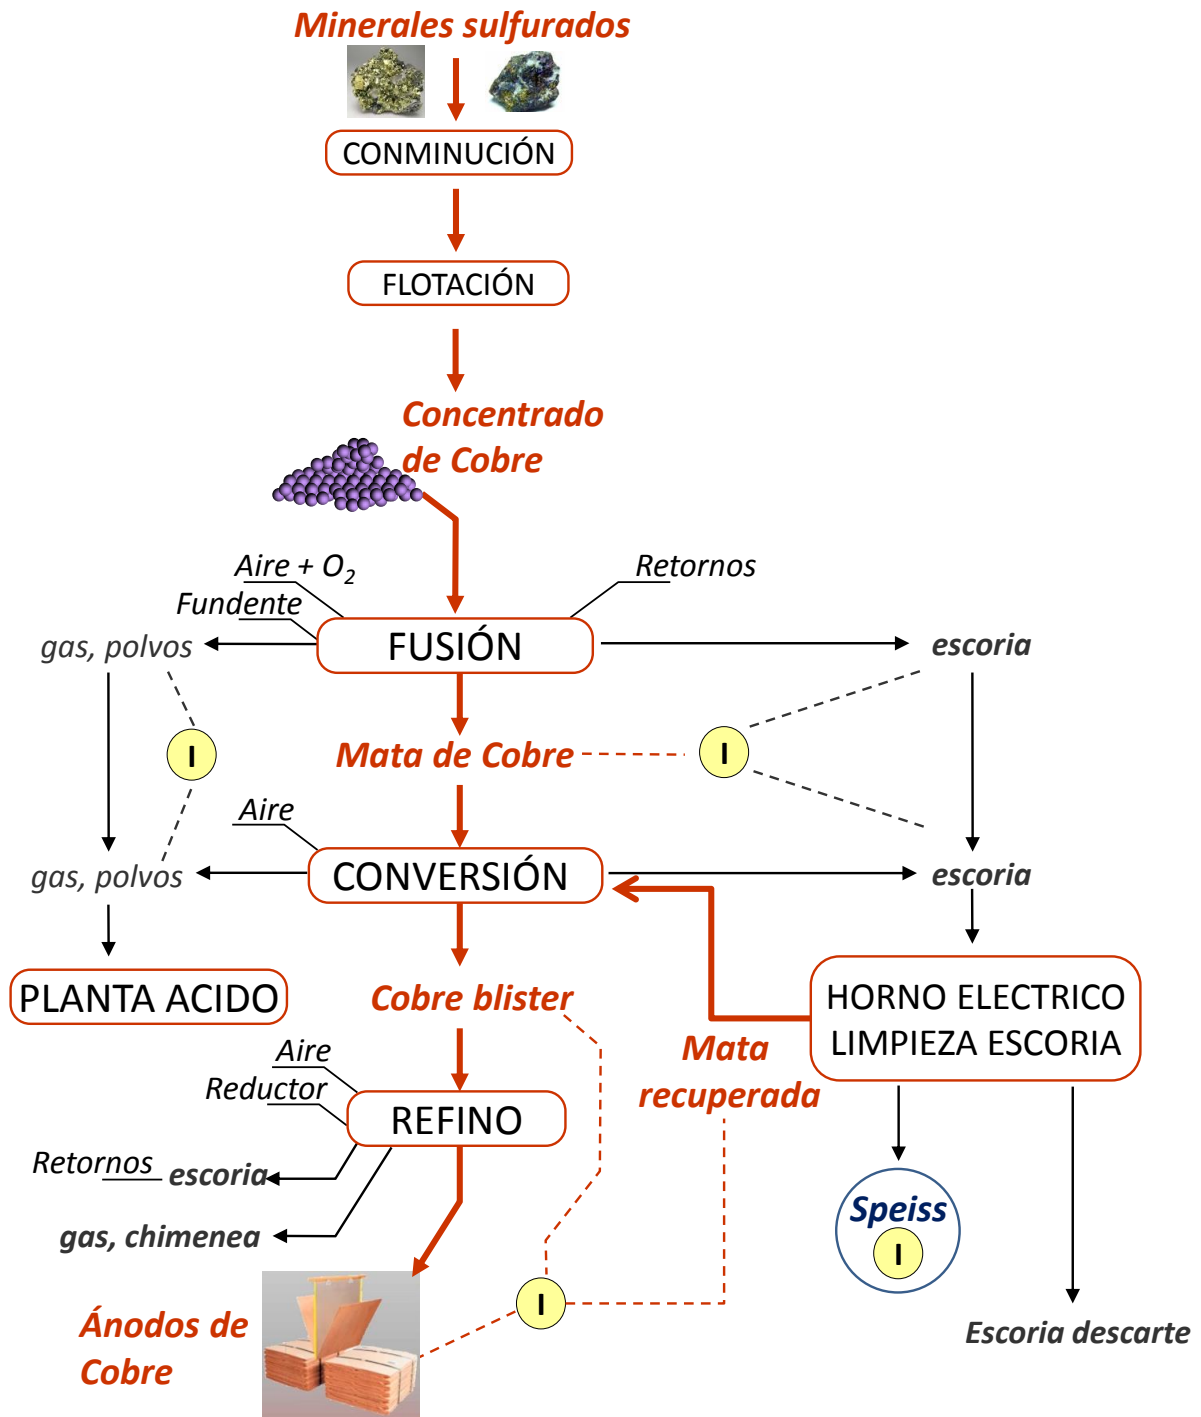 Minerales sulfurados
CONMINUCIÓN
FLOTACIÓN
Concentrado
de Cobre
Aire + O₂
Retornos
Fundente
gas, polvos
FUSIÓN
escoria
I
Mata de Cobre
I
Aire
gas, polvos
CONVERSIÓN
escoria
PLANTA ACIDO
Cobre blister
HORNO ELECTRICO
LIMPIEZA ESCORIA
Mata
recuperada
Aire
Reductor
REFINO
Retornos
escoria
gas, chimenea
Speiss
I
I
Ánodos de
Cobre
Escoria descarte